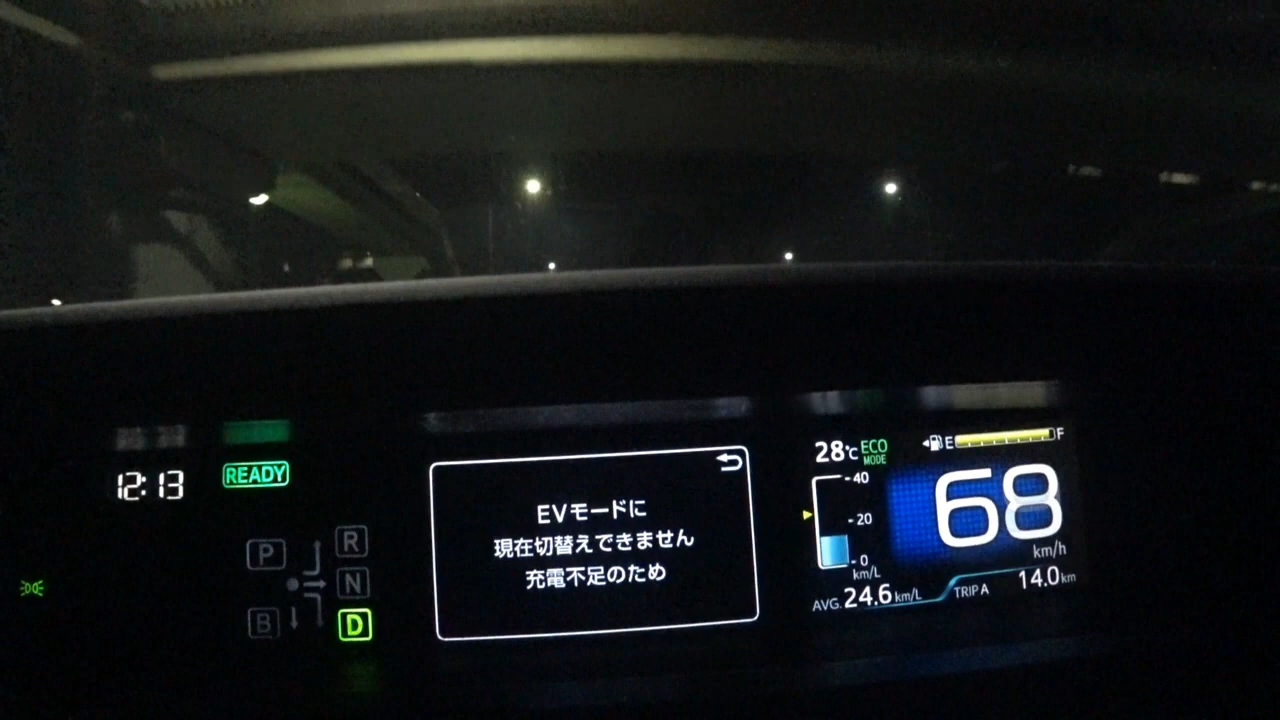 12:13
READY
P
R
N
B
D
EVモードに
現在切替えできません
充電不足のため
28℃
ECO
MODE
E
F
40
20
0
km/L
68
km/h
AVG. 24.6 km/L
TRIP A
14.0 km